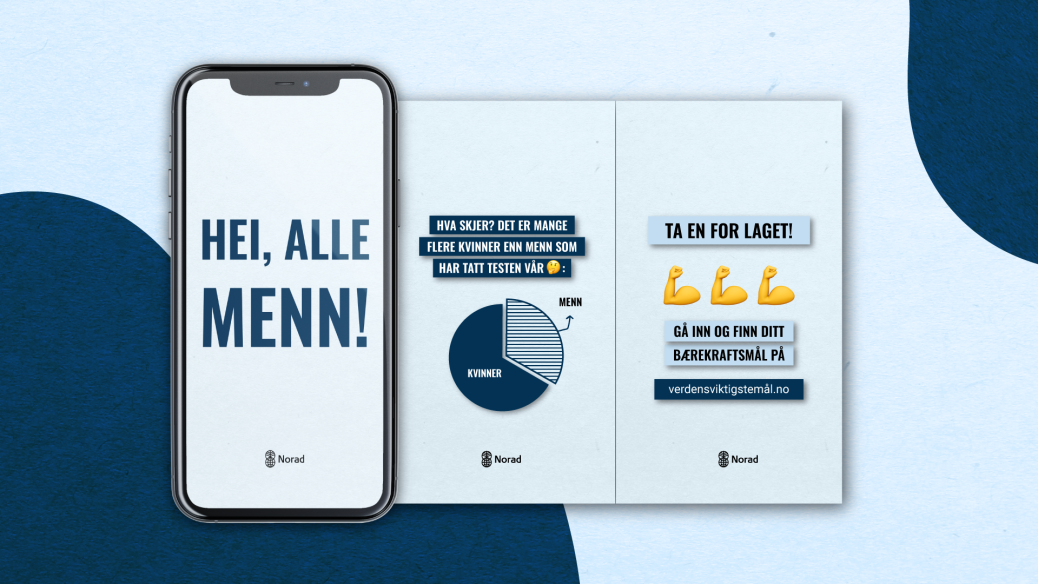 HEI, ALLE
MENN!
Norad
HVA SKJER? DET ER MANGE
FLERE KVINNER ENN MENN SOM
HAR TATT TESTEN VÅR 🤔:
MENN
KVINNER
Norad
TA EN FOR LAGET!
💪💪💪
GÅ INN OG FINN DITT
BÆREKRAFTSMÅL PÅ
verdensviktigstemål.no
Norad